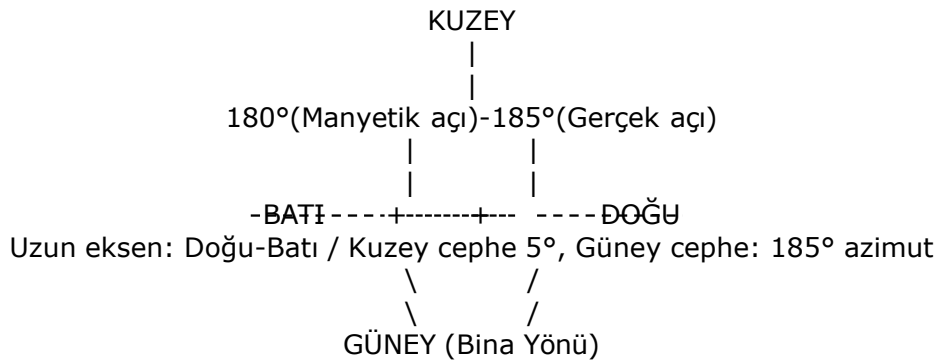 KUZEY
|
|
180°(Manyetik açı)-185°(Gerçek açı)
| |
| |
-BATI- - - - -+-------+--- - - - -DOĞU
Uzun eksen: Doğu-Batı / Kuzey cephe 5°, Güney cephe: 185° azimut
\ /
\ /
GÜNEY (Bina Yönü)